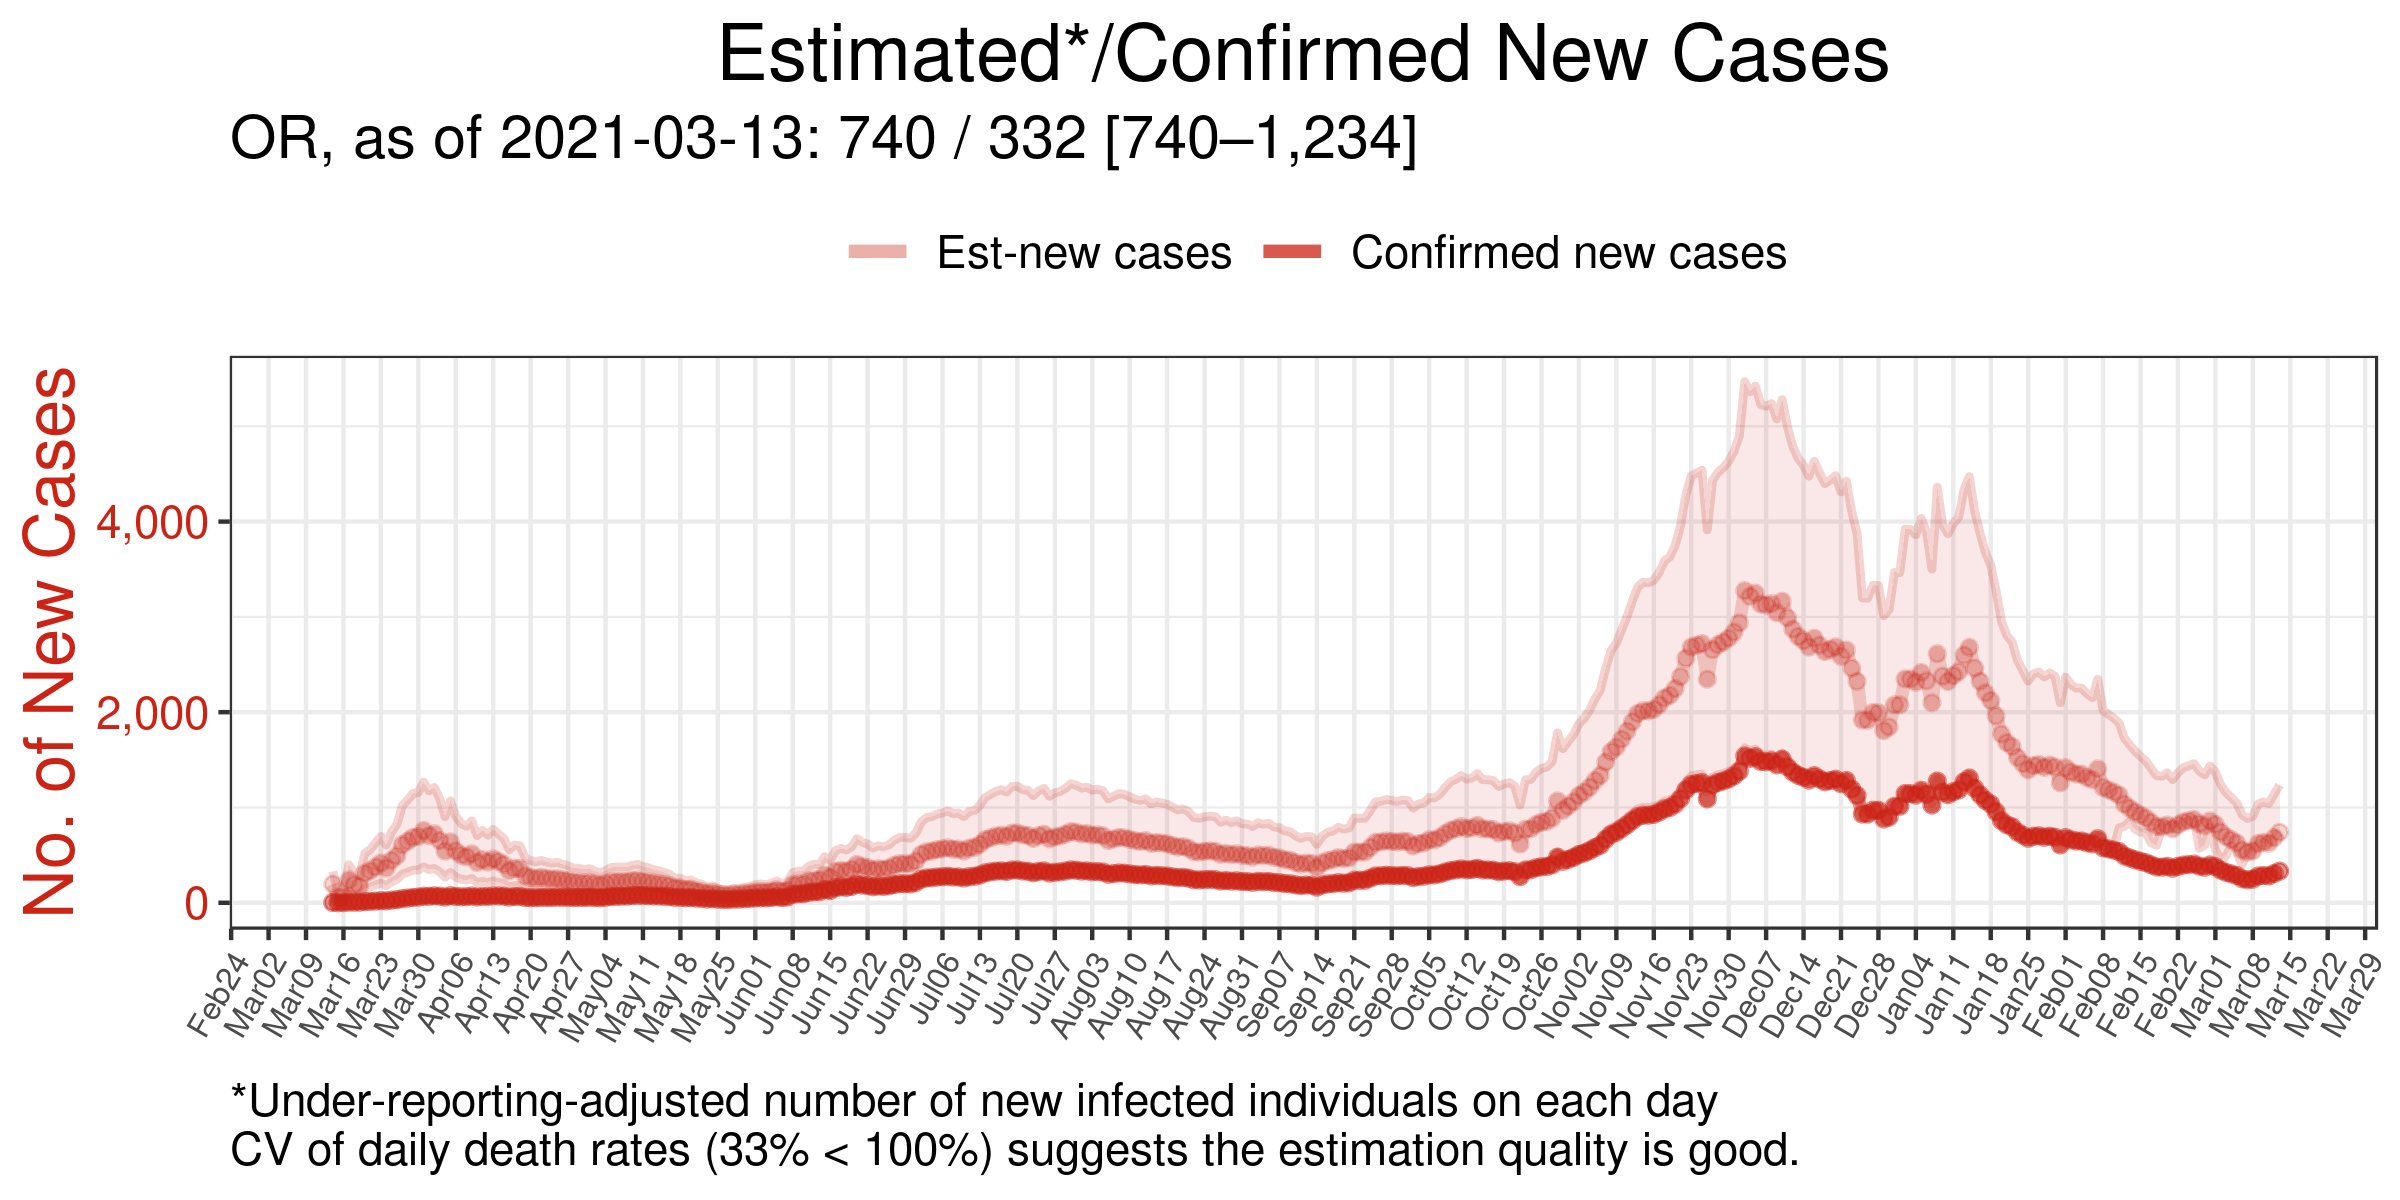 Estimated*/Confirmed New Cases
OR, as of 2021-03-13: 740 / 332 [740–1,234]
Est-new cases
Confirmed new cases
No. of New Cases
4,000
2,000
0
Feb24
Mar02
Mar09
Mar16
Mar23
Mar30
Apr06
Apr13
Apr20
Apr27
May04
May11
May18
May25
Jun01
Jun08
Jun15
Jun22
Jun29
Jul06
Jul13
Jul20
Jul27
Aug03
Aug10
Aug17
Aug24
Aug31
Sep07
Sep14
Sep21
Sep28
Oct05
Oct12
Oct19
Oct26
Nov02
Nov09
Nov16
Nov23
Nov30
Dec07
Dec14
Dec21
Dec28
Jan04
Jan11
Jan18
Jan25
Feb01
Feb08
Feb15
Feb22
Mar01
Mar08
Mar15
Mar22
Mar29
*Under-reporting-adjusted number of new infected individuals on each day
CV of daily death rates (33% < 100%) suggests the estimation quality is good.